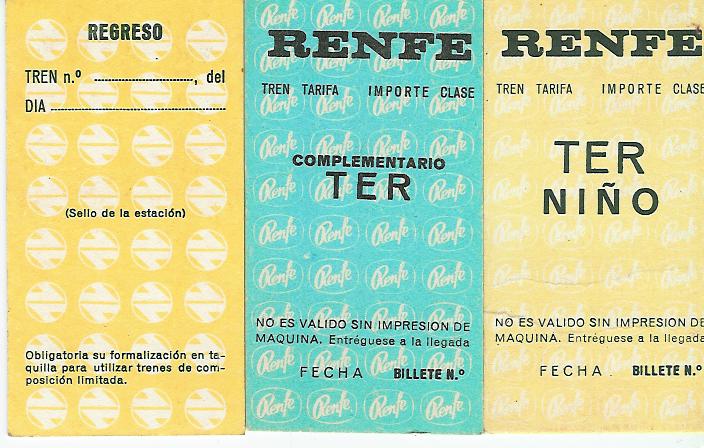 REGRESO
TREN n.º ........................., del
DIA .............................................
(Sello de la estación)
Obligatoria su formalización en ta-
quilla para utilizar trenes de com-
posición limitada.
RENFE
TREN TARIFA IMPORTE CLASE
COMPLEMENTARIO
TER
NO ES VALIDO SIN IMPRESION DE
MAQUINA. Entréguese a la llegada
FECHA BILLETE N.º
RENFE
TREN TARIFA IMPORTE CLASE
TER
NIÑO
NO ES VALIDO SIN IMPRESION DE
MAQUINA. Entréguese a la llegada
FECHA BILLETE N.º